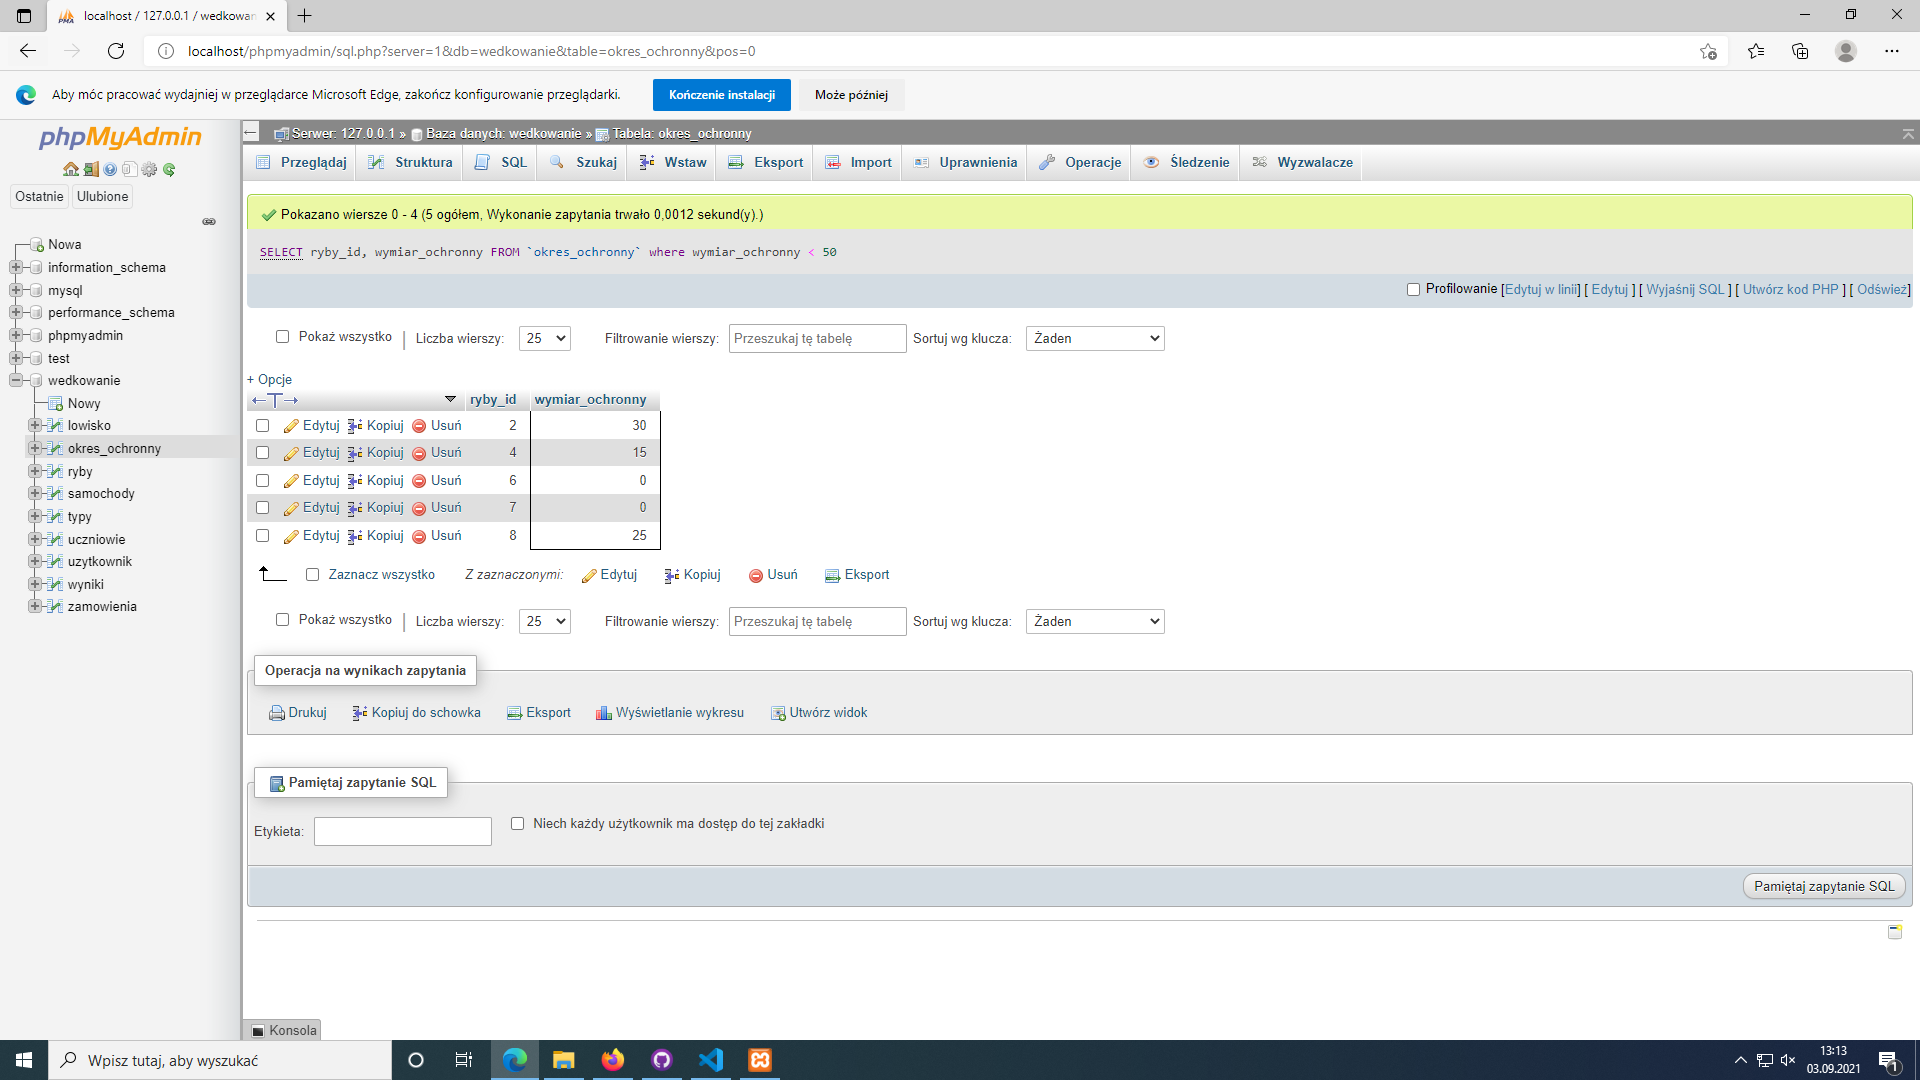 localhost / 127.0.0.1 / wedkowan
localhost/phpmyadmin/sql.php?server=1&db=wedkowanie&table=okres_ochronny&pos=0
Aby móc pracować wydajniej w przeglądarce Microsoft Edge, zakończ konfigurowanie przeglądarki. Kończenie instalacji Może później
phpMyAdmin
Ostatnie Ulubione
Nowa
information_schema
mysql
performance_schema
phpmyadmin
test
wedkowanie
Nowy
lowisko
okres_ochronny
ryby
samochody
typy
uczniowie
uzytkownik
wyniki
zamowienia
Serwer: 127.0.0.1 » Baza danych: wedkowanie » Tabela: okres_ochronny
Przeglądaj Struktura SQL Szukaj Wstaw Eksport Import Uprawnienia Operacje Śledzenie Wyzwalacze
Pokazano wiersze 0 - 4 (5 ogółem, Wykonanie zapytania trwało 0,0012 sekund(y).)
SELECT ryby_id, wymiar_ochronny FROM `okres_ochronny` where wymiar_ochronny < 50
Profilowanie [Edytuj w linii] [ Edytuj ] [ Wyjaśnij SQL ] [ Utwórz kod PHP ] [ Odśwież]
Pokaż wszystko | Liczba wierszy: 25 Filtrowanie wierszy: Przeszukaj tę tabelę Sortuj wg klucza: Żaden
+ Opcje
←T→ ryby_id wymiar_ochronny
Edytuj Kopiuj Usuń 2 30
Edytuj Kopiuj Usuń 4 15
Edytuj Kopiuj Usuń 6 0
Edytuj Kopiuj Usuń 7 0
Edytuj Kopiuj Usuń 8 25
Zaznacz wszystko Z zaznaczonymi: Edytuj Kopiuj Usuń Eksport
Pokaż wszystko | Liczba wierszy: 25 Filtrowanie wierszy: Przeszukaj tę tabelę Sortuj wg klucza: Żaden
Operacja na wynikach zapytania
Drukuj Kopiuj do schowka Eksport Wyświetlanie wykresu Utwórz widok
Pamiętaj zapytanie SQL
Etykieta: Niech każdy użytkownik ma dostęp do tej zakładki
Pamiętaj zapytanie SQL
Konsola
Wpisz tutaj, aby wyszukać
13:13
03.09.2021
1